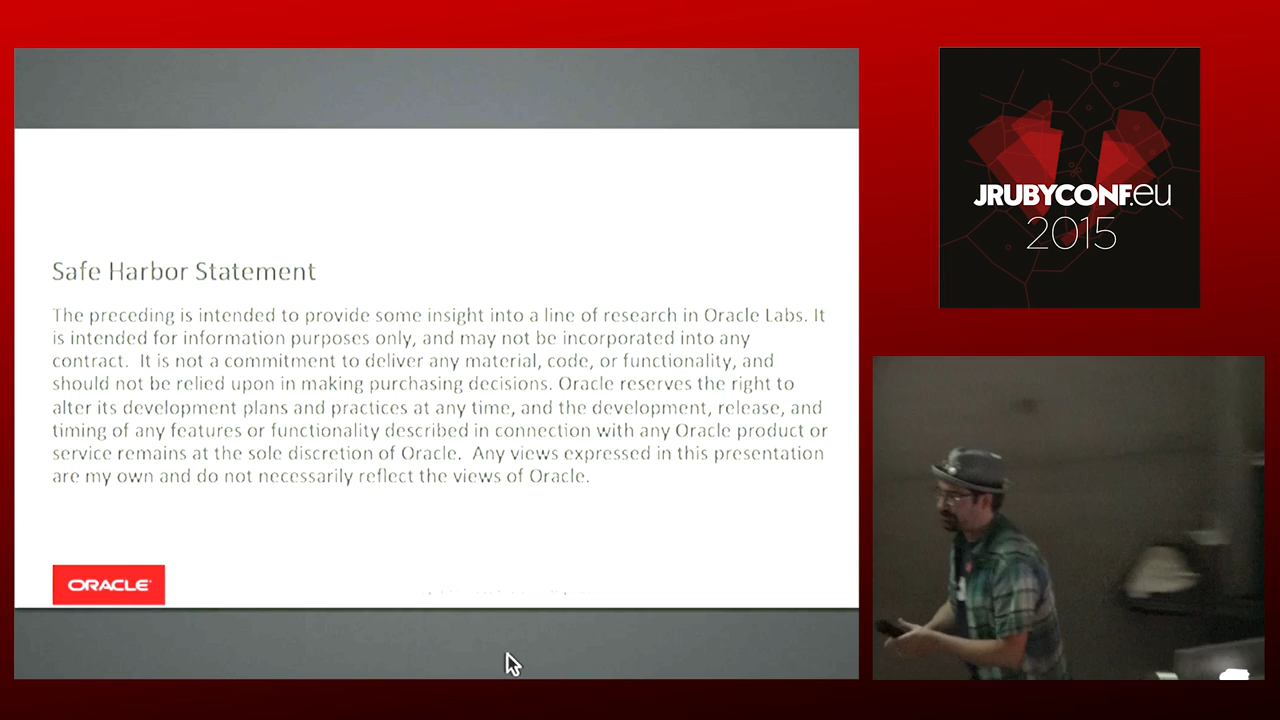 Safe Harbor Statement
The preceding is intended to provide some insight into a line of research in Oracle Labs. It
is intended for information purposes only, and may not be incorporated into any
contract.  It is not a commitment to deliver any material, code, or functionality, and
should not be relied upon in making purchasing decisions. Oracle reserves the right to
alter its development plans and practices at any time, and the development, release, and
timing of any features or functionality described in connection with any Oracle product or
service remains at the sole discretion of Oracle.  Any views expressed in this presentation
are my own and do not necessarily reflect the views of Oracle.
ORACLE
JRUBYCONF.eu
2015